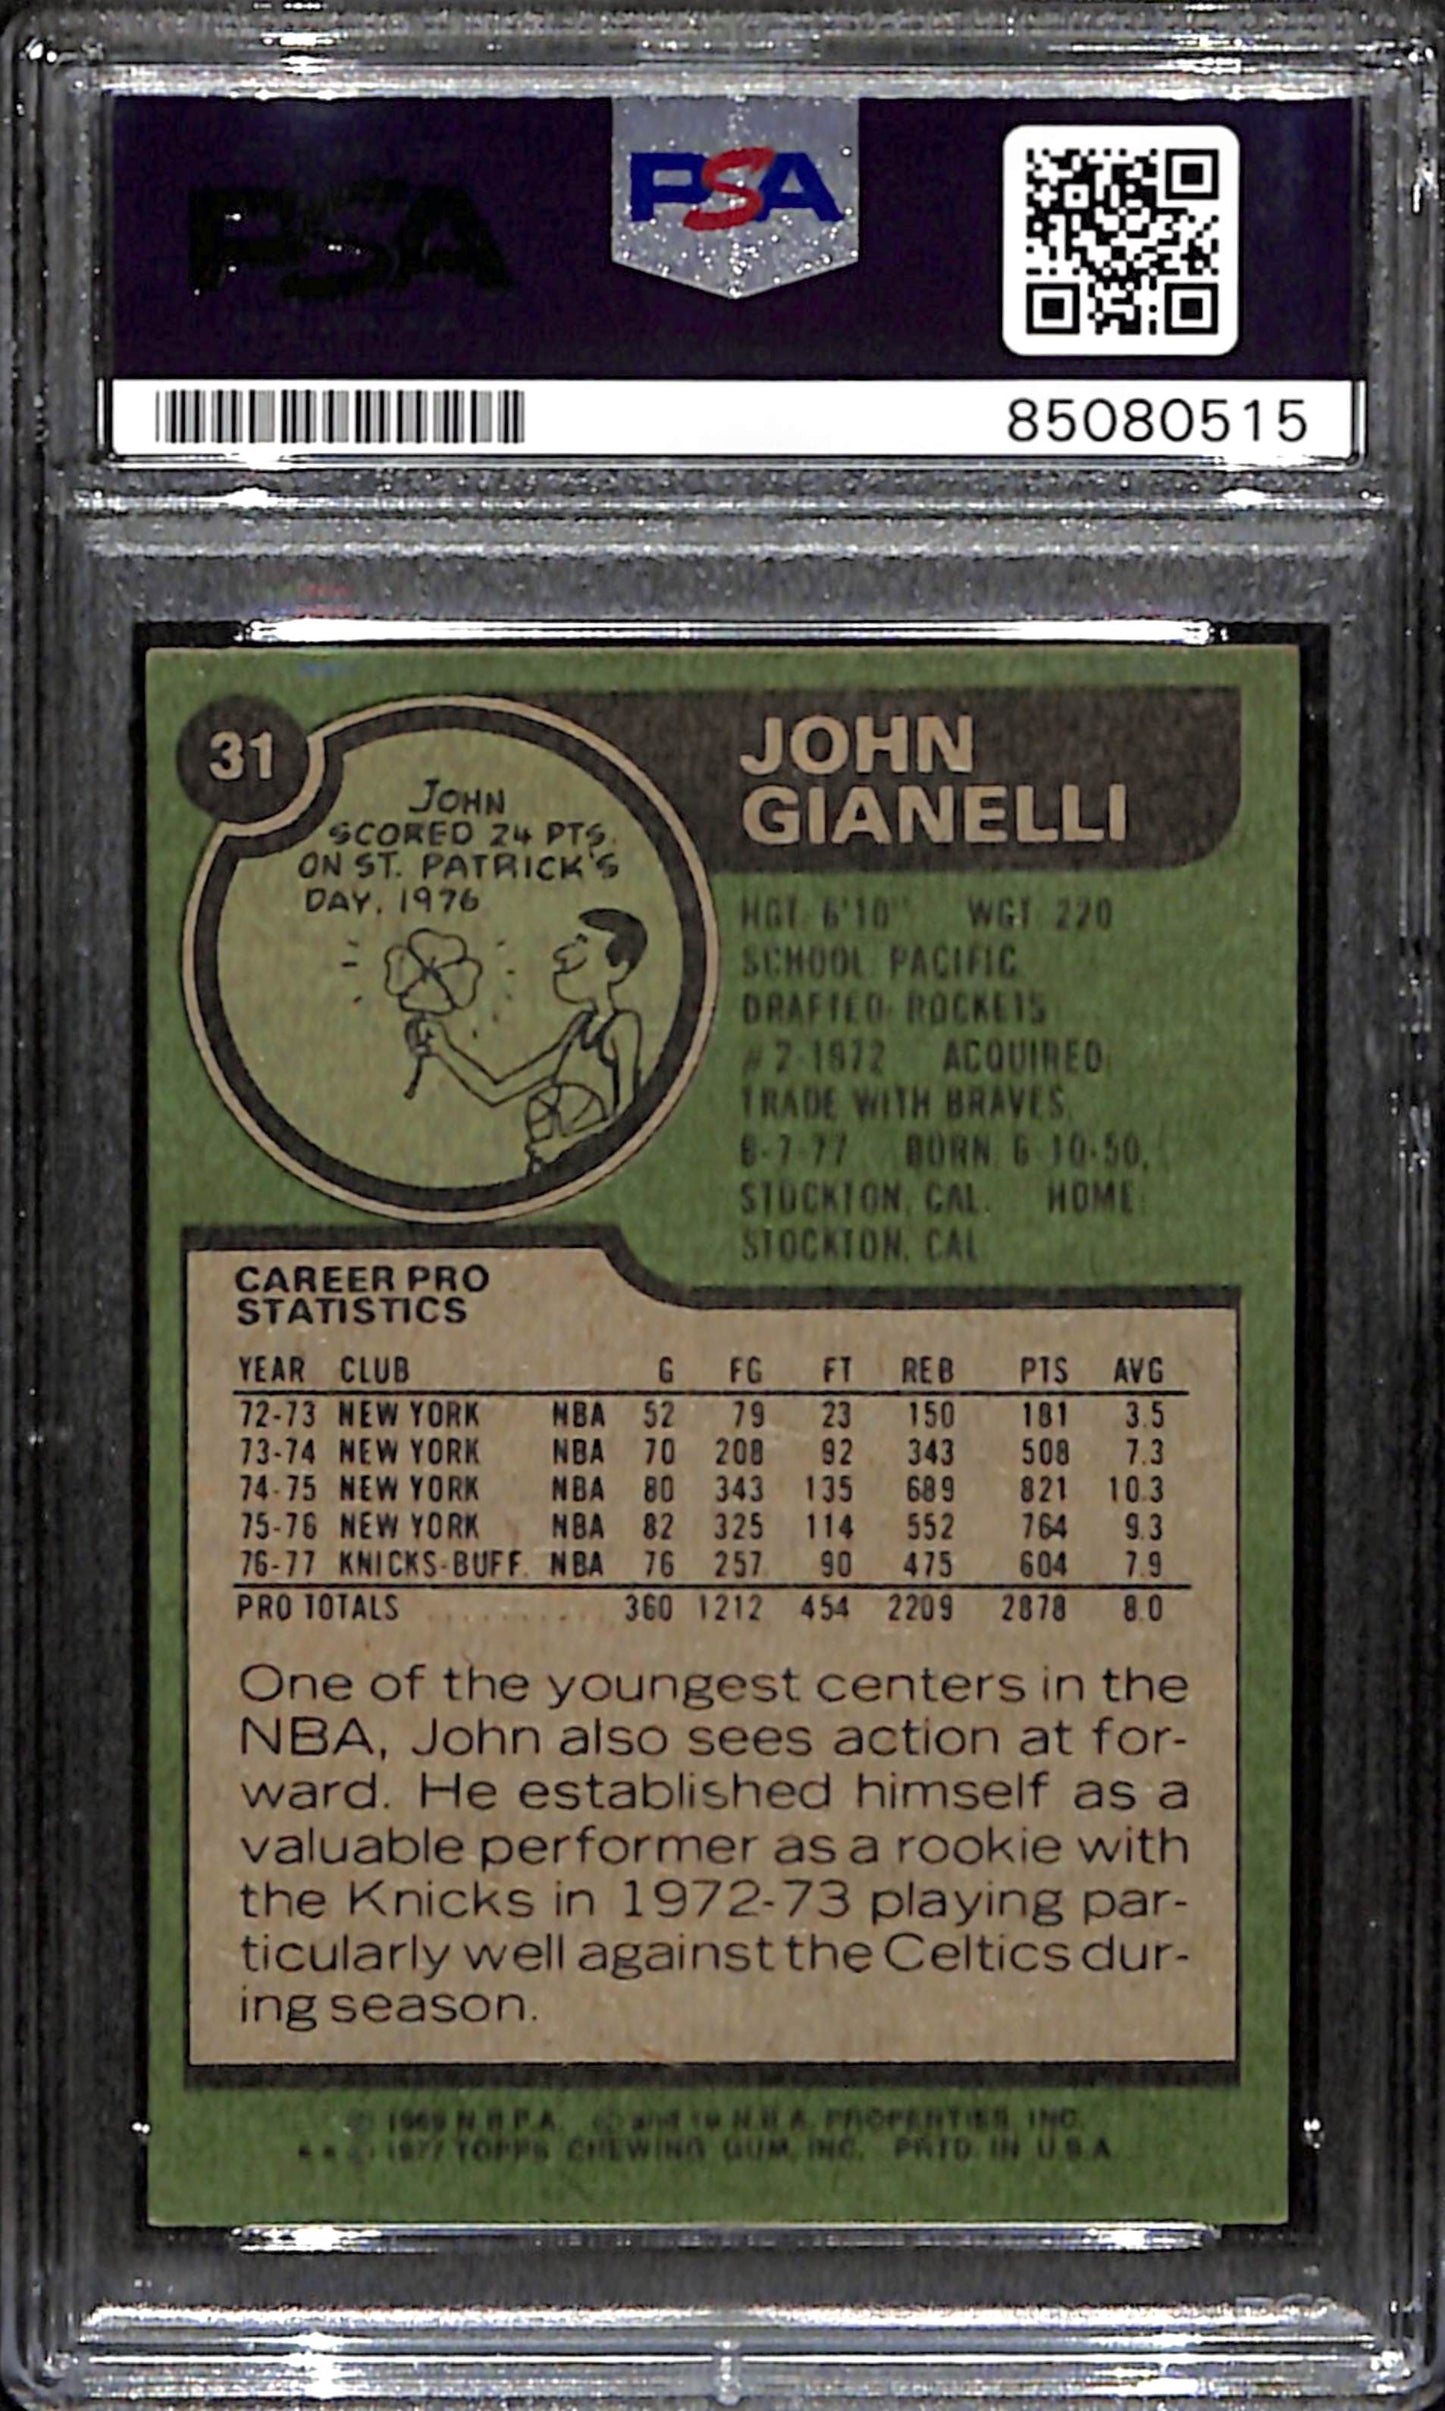 PSA
PSA
85080515
31
JOHN
GIANELLI
JOHN
SCORED 24 PTS.
ON ST. PATRICK'S
DAY, 1976
HGT. 6'10" WGT. 220
SCHOOL: PACIFIC
DRAFTED: ROCKETS
#2-1972 ACQUIRED:
TRADE WITH BRAVES,
BORN: 6-10-50,
STOCKTON, CAL. HOME:
STOCKTON, CAL.
CAREER PRO
STATISTICS
YEAR CLUB G FG FT REB PTS AVG
72-73 NEW YORK NBA 52 79 23 150 181 3.5
73-74 NEW YORK NBA 70 208 92 343 508 7.3
74-75 NEW YORK NBA 80 343 135 689 821 10.3
75-76 NEW YORK NBA 82 325 114 552 764 9.3
76-77 KNICKS-BUFF. NBA 76 257 90 475 604 7.9
PRO TOTALS .......... 360 1212 454 2209 2878 8.0
One of the youngest centers in the
NBA, John also sees action at for-
ward. He established himself as a
valuable performer as a rookie with
the Knicks in 1972-73 playing par-
ticularly well against the Celtics dur-
ing season.
© 1969 N.B.P.A. N.B.A. PROPERTIES, INC.
* * © 1977 TOPPS CHEWING GUM, INC. PRTD. IN U.S.A.